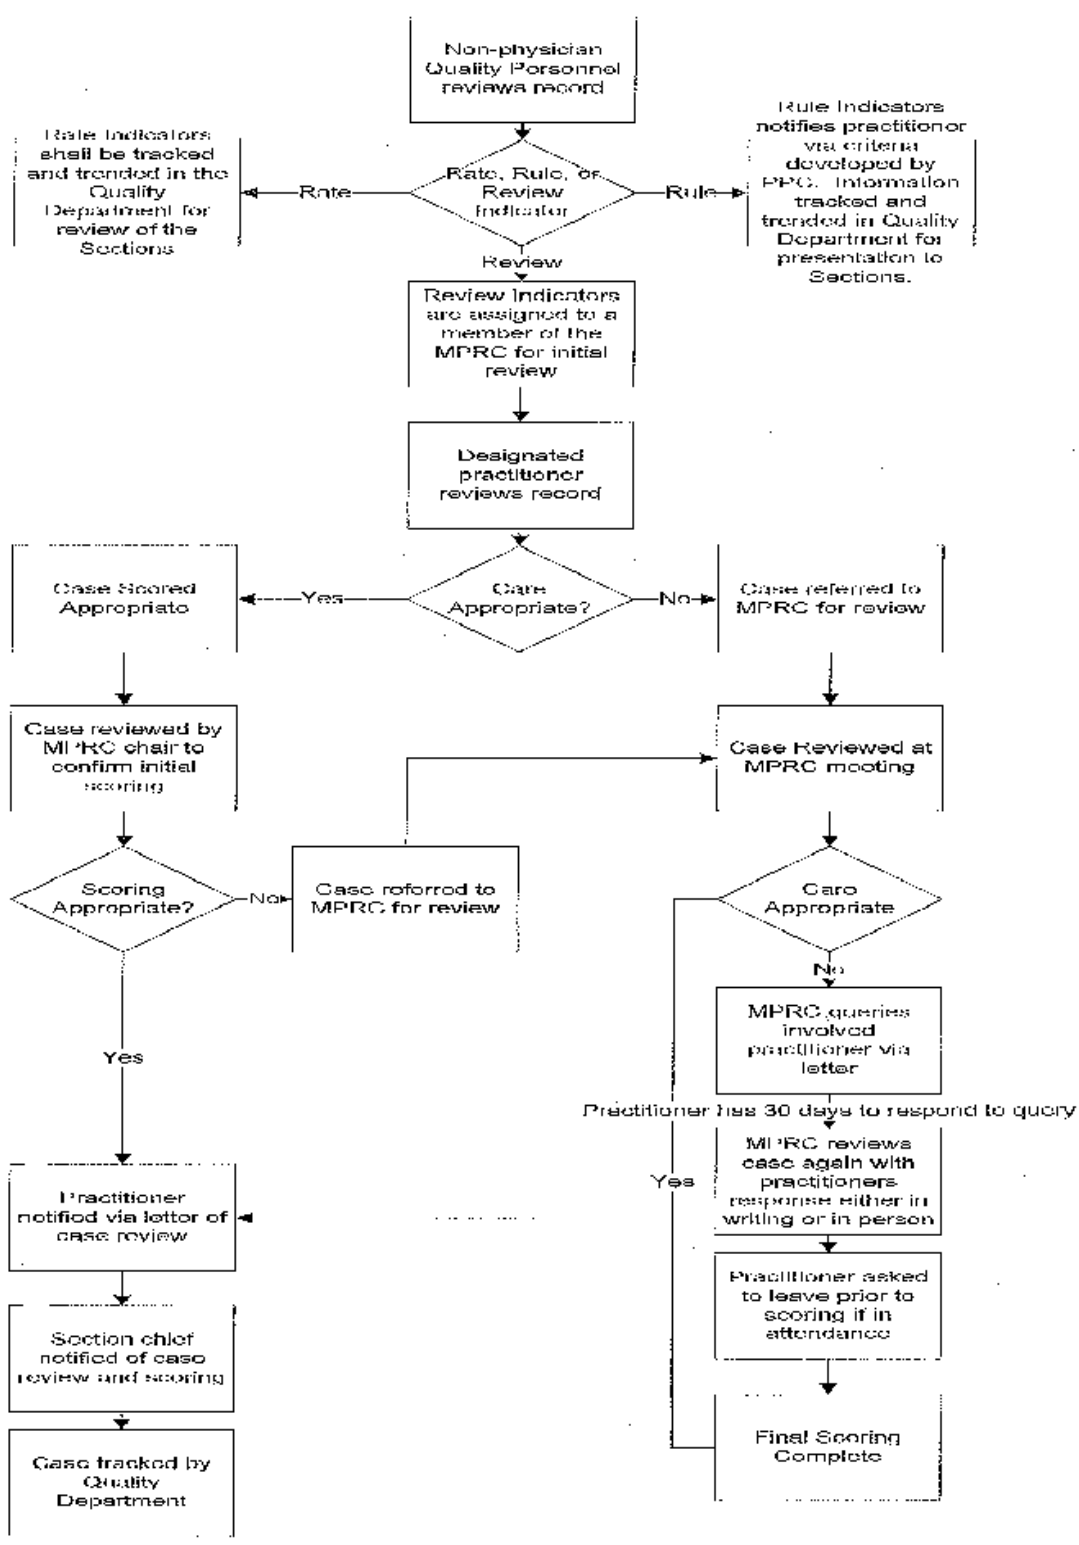 Non-physician
Quality Personnel
reviews record
Rate Indicators
shall be tracked
and trended in the
Quality
Department for
review of the
Sections
Rate
Rate, Rule, or
Review
Indicator
Rule
Rule Indicators
notifies practitioner
via criteria
developed by
PPC. Information
tracked and
trended in Quality
Department for
presentation to
Sections.
Review
Review Indicators
are assigned to a
member of the
MPRC for initial
review
Designated
practitioner
reviews record
Case Scored
Appropriate
Yes
Care
Appropriate?
No
Case referred to
MPRC for review
Case reviewed by
MPRC chair to
confirm initial
scoring
Case Reviewed at
MPRC meeting
Scoring
Appropriate?
No
Case referred to
MPRC for review
Care
Appropriate
No
MPRC queries
involved
practitioner via
letter
Yes
Practitioner has 30 days to respond to query
MPRC reviews
case again with
practitioners
response either in
writing or in person
Yes
Practitioner
notified via letter of
case review
Practitioner asked
to leave prior to
scoring if in
attendance
Section chief
notified of case
review and scoring
Final Scoring
Complete
Case tracked by
Quality
Department